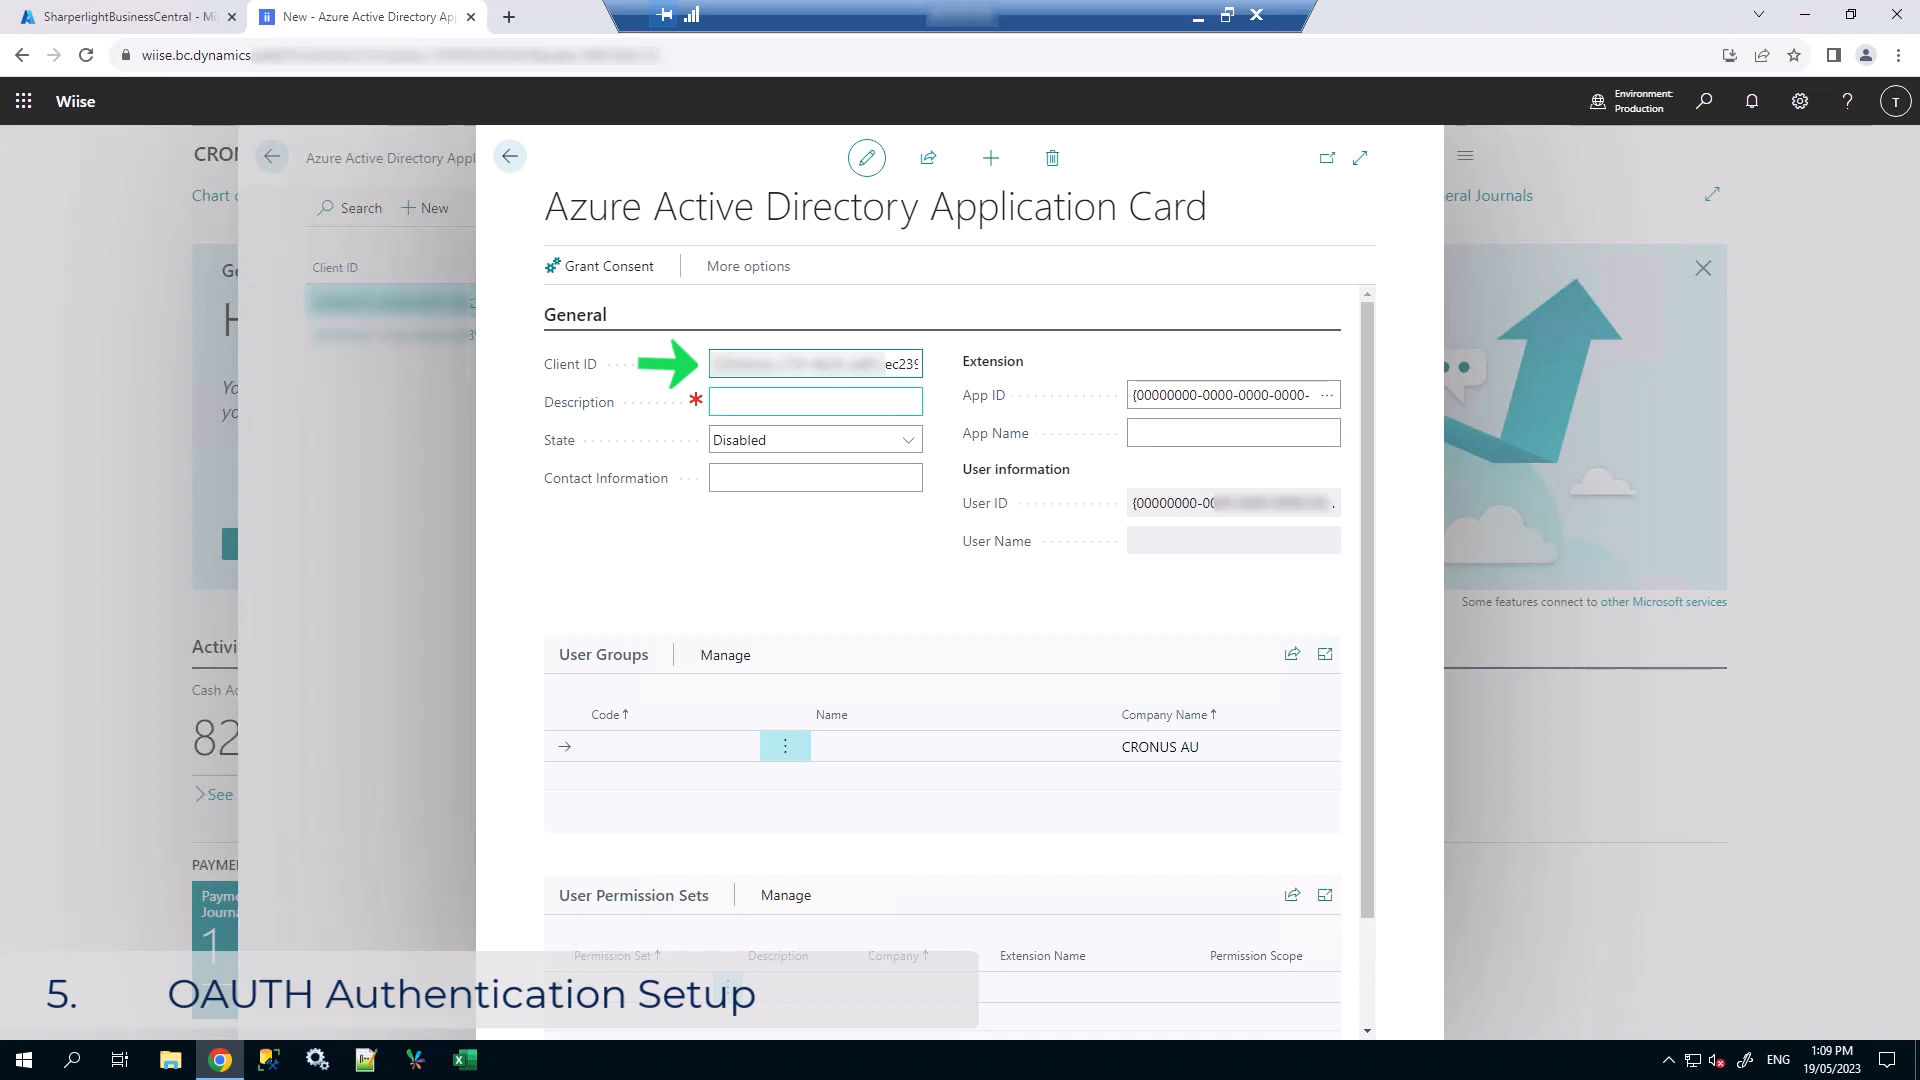 SharperlightBusinessCentral - Mi
New - Azure Active Directory Ap
wiise.bc.dynamics
Wiise
Environment:
Production
?
T
CRON
Azure Active Directory Appl
Azure Active Directory Application Card
Chart
eral Journals
Search
New
Client ID
Grant Consent
More options
General
Client ID
ec239
Description
*
State
Disabled
Contact Information
Extension
App ID
{00000000-0000-0000-0000- ...
App Name
User information
User ID
{00000000-00
User Name
Some features connect to other Microsoft services
User Groups
Manage
Code↑
Name
Company Name↑
CRONUS AU
Activi
Cash Ac
82
See
PAYME
Payme
Journa
1
User Permission Sets
Manage
Permission Set↑
Description
Company↑
Extension Name
Permission Scope
5. OAUTH Authentication Setup
ENG
1:09 PM
19/05/2023